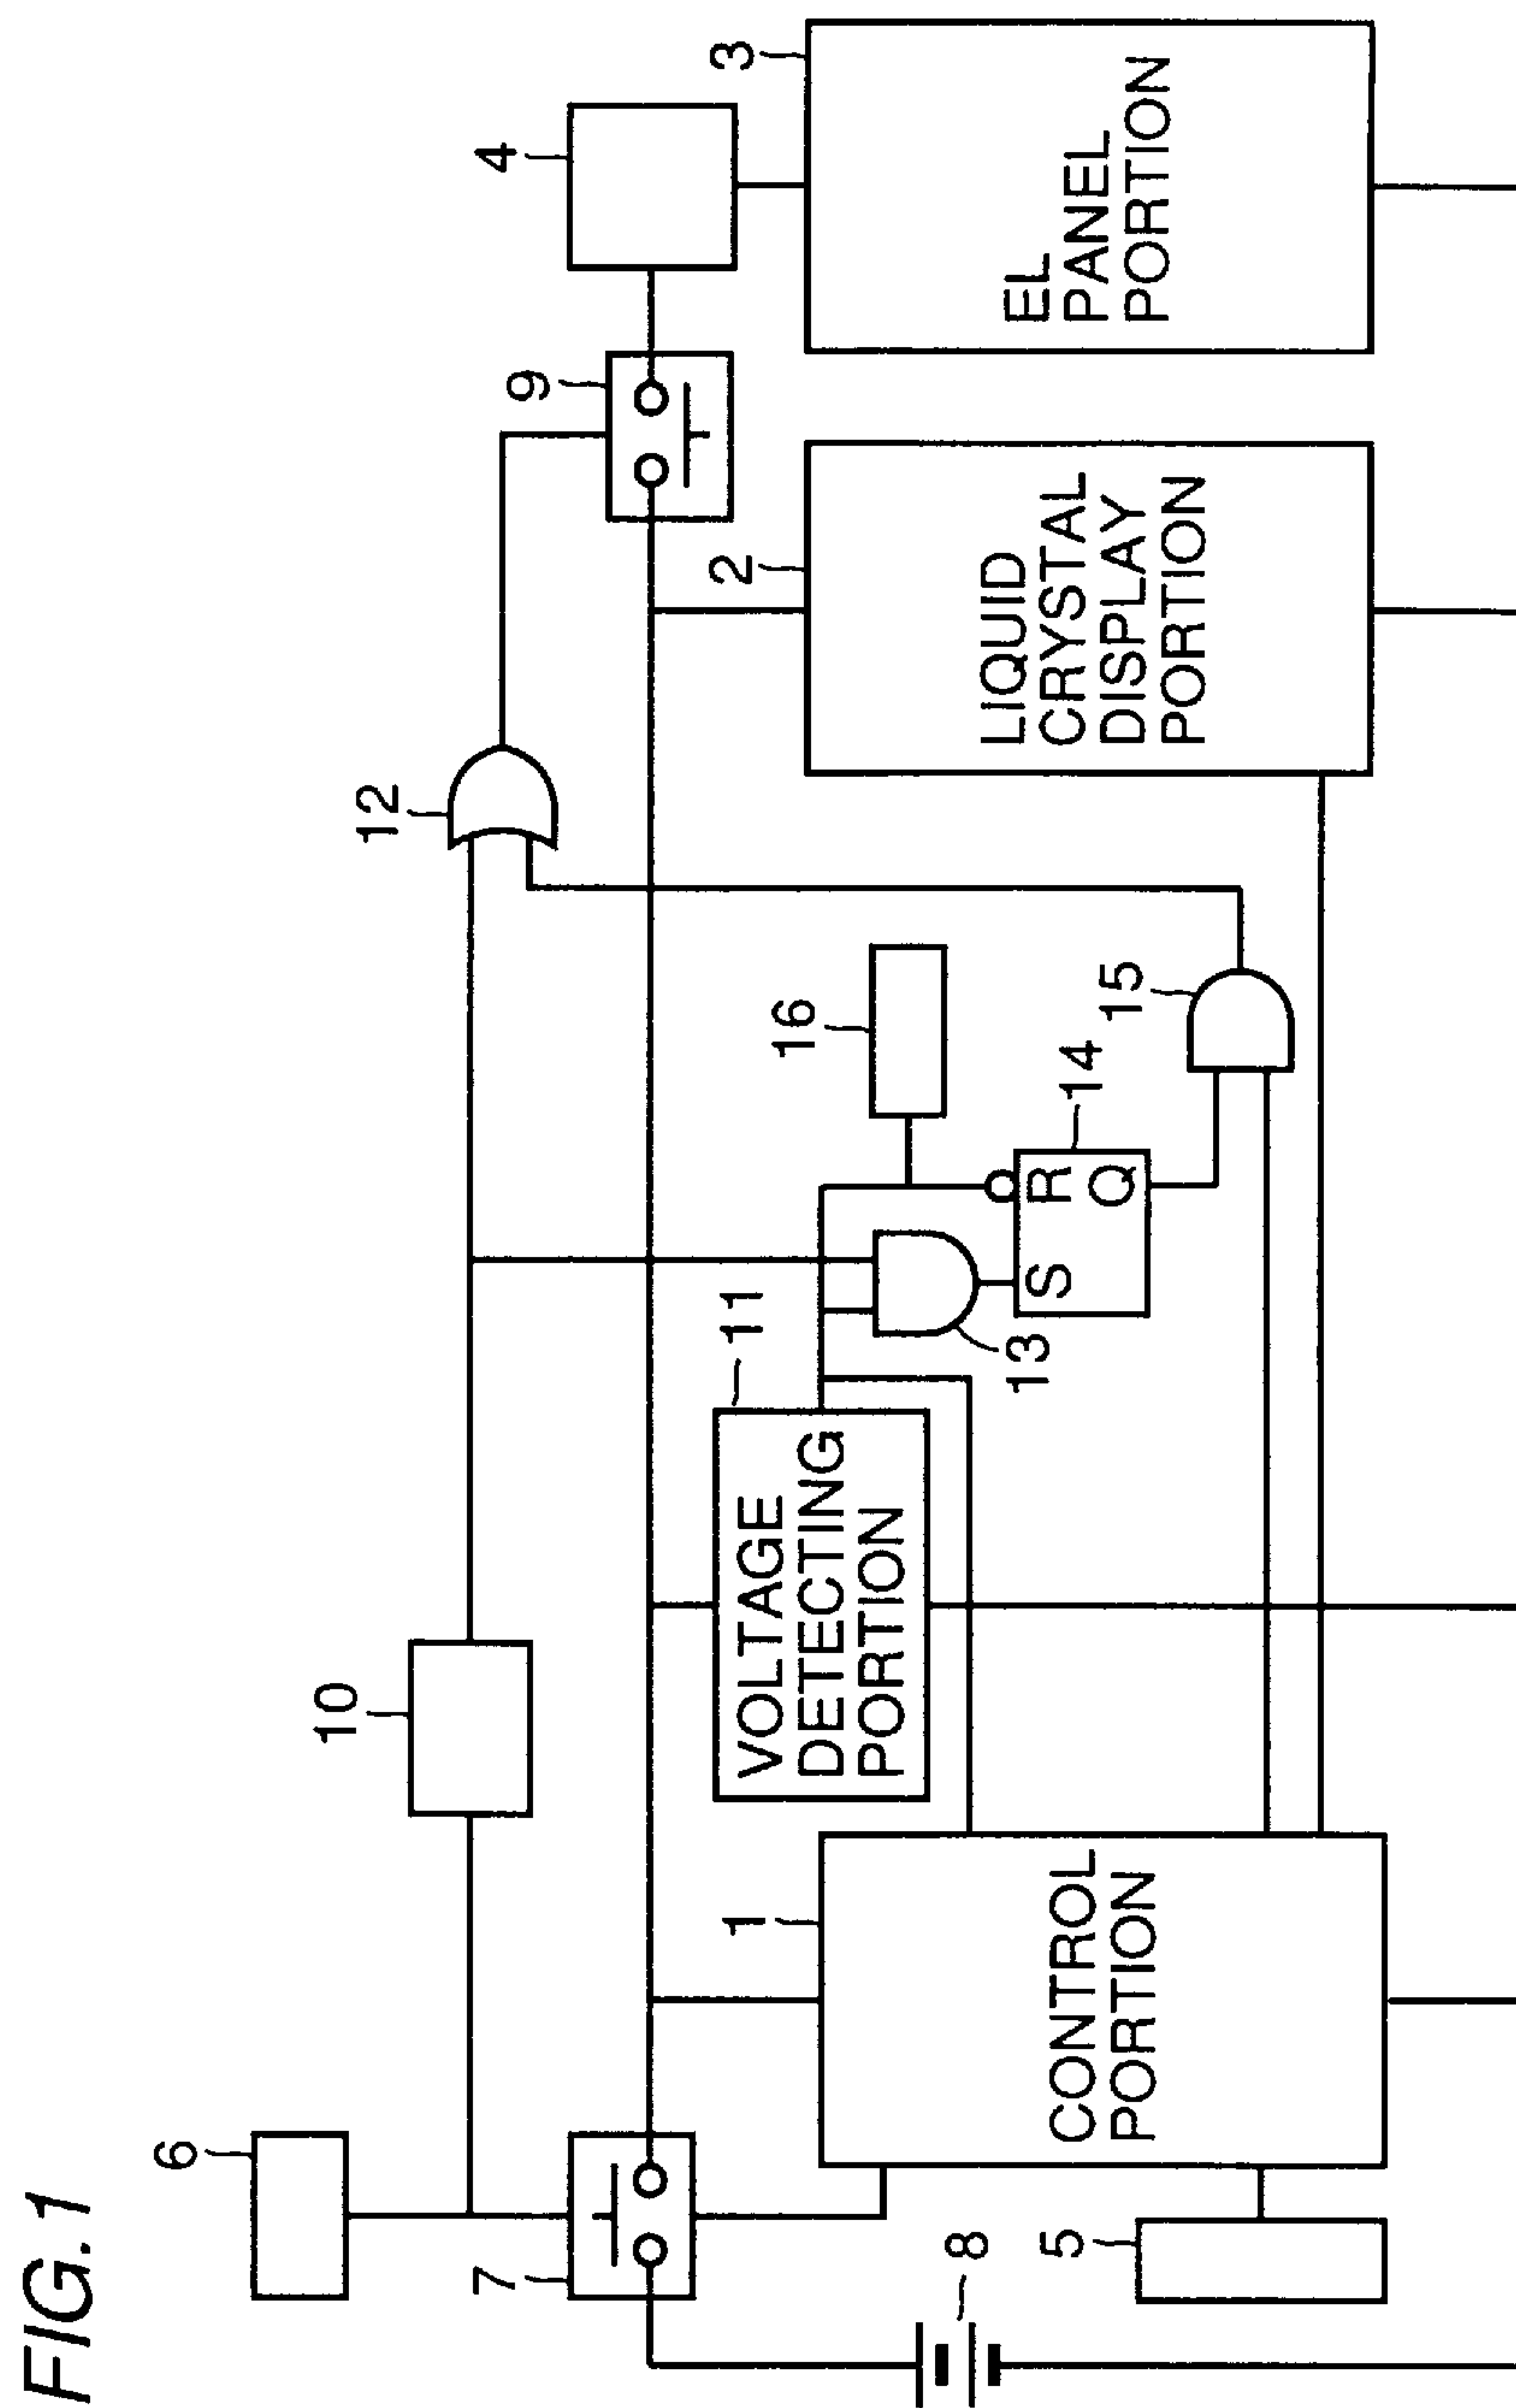 FIG.1
6
10
12
7
9
4
11
16
2
3
1
VOLTAGE
DETECTING
PORTION
13
S
R
Q
14
15
8
5
CONTROL
PORTION
LIQUID
CRYSTAL
DISPLAY
PORTION
EL
PANEL
PORTION